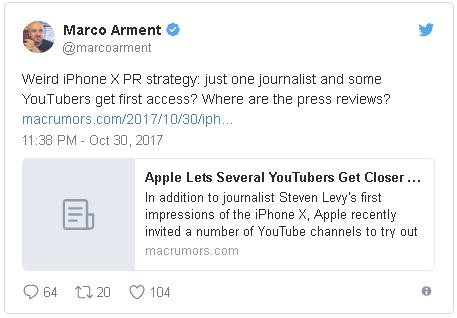 Marco Arment
@marcoarment
Weird iPhone X PR strategy: just one journalist and some
YouTubers get first access? Where are the press reviews?
macrumors.com/2017/10/30/iph...
11:38 PM - Oct 30, 2017
Apple Lets Several YouTubers Get Closer ...
In addition to journalist Steven Levy's first
impressions of the iPhone X, Apple recently
invited a number of YouTube channels to try out
macrumors.com
64 20 104